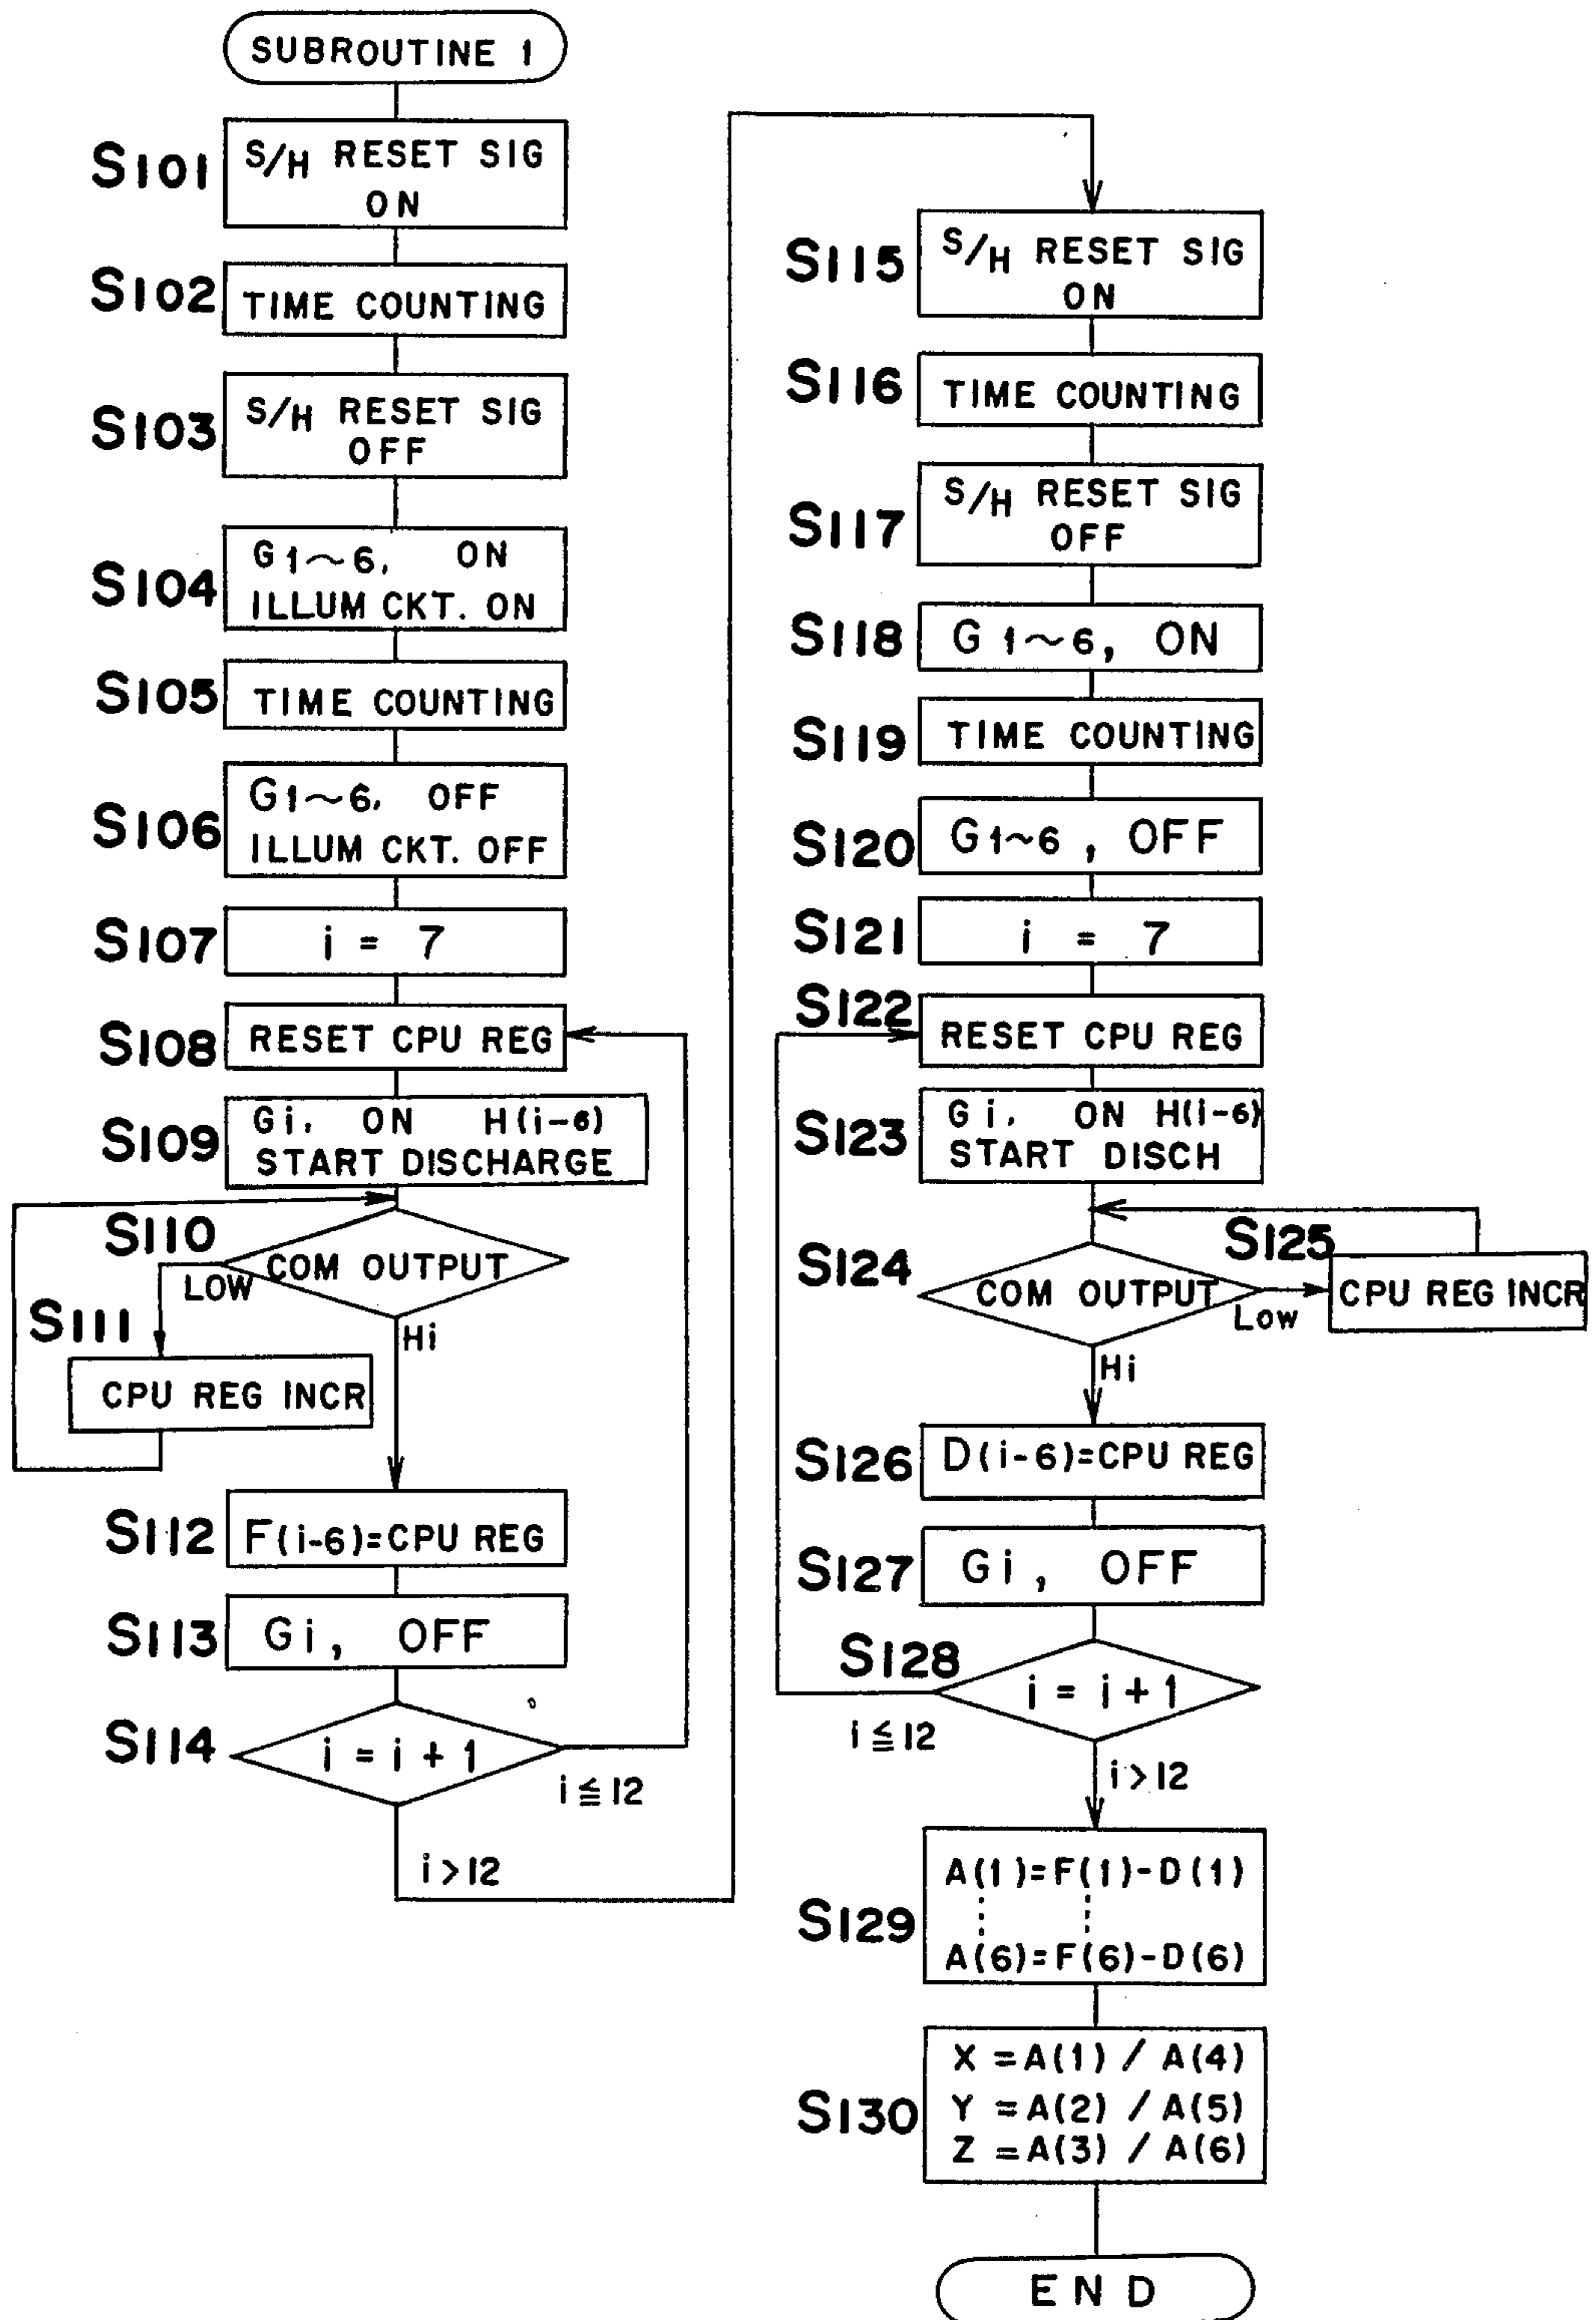 SUBROUTINE 1
S101
S/H RESET SIG
ON
S102
TIME COUNTING
S103
S/H RESET SIG
OFF
S104
G1~6, ON
ILLUM CKT. ON
S105
TIME COUNTING
S106
G1~6, OFF
ILLUM CKT. OFF
S107
i = 7
S108
RESET CPU REG
S109
Gi, ON H(i-6)
START DISCHARGE
S110
COM OUTPUT
LOW
Hi
S111
CPU REG INCR
S112
F(i-6)=CPU REG
S113
Gi, OFF
S114
i = i + 1
i ≦ 12
i > 12
S115
S/H RESET SIG
ON
S116
TIME COUNTING
S117
S/H RESET SIG
OFF
S118
G 1~6, ON
S119
TIME COUNTING
S120
G1~6 , OFF
S121
i = 7
S122
RESET CPU REG
S123
Gi, ON H(i-6)
START DISCH
S124
COM OUTPUT
Low
Hi
S125
CPU REG INCR
S126
D(i-6)=CPU REG
S127
Gi, OFF
S128
i = i + 1
i ≦ 12
i > 12
S129
A(1)=F(1)-D(1)
A(6)=F(6)-D(6)
S130
X = A(1) / A(4)
Y = A(2) / A(5)
Z = A(3) / A(6)
END